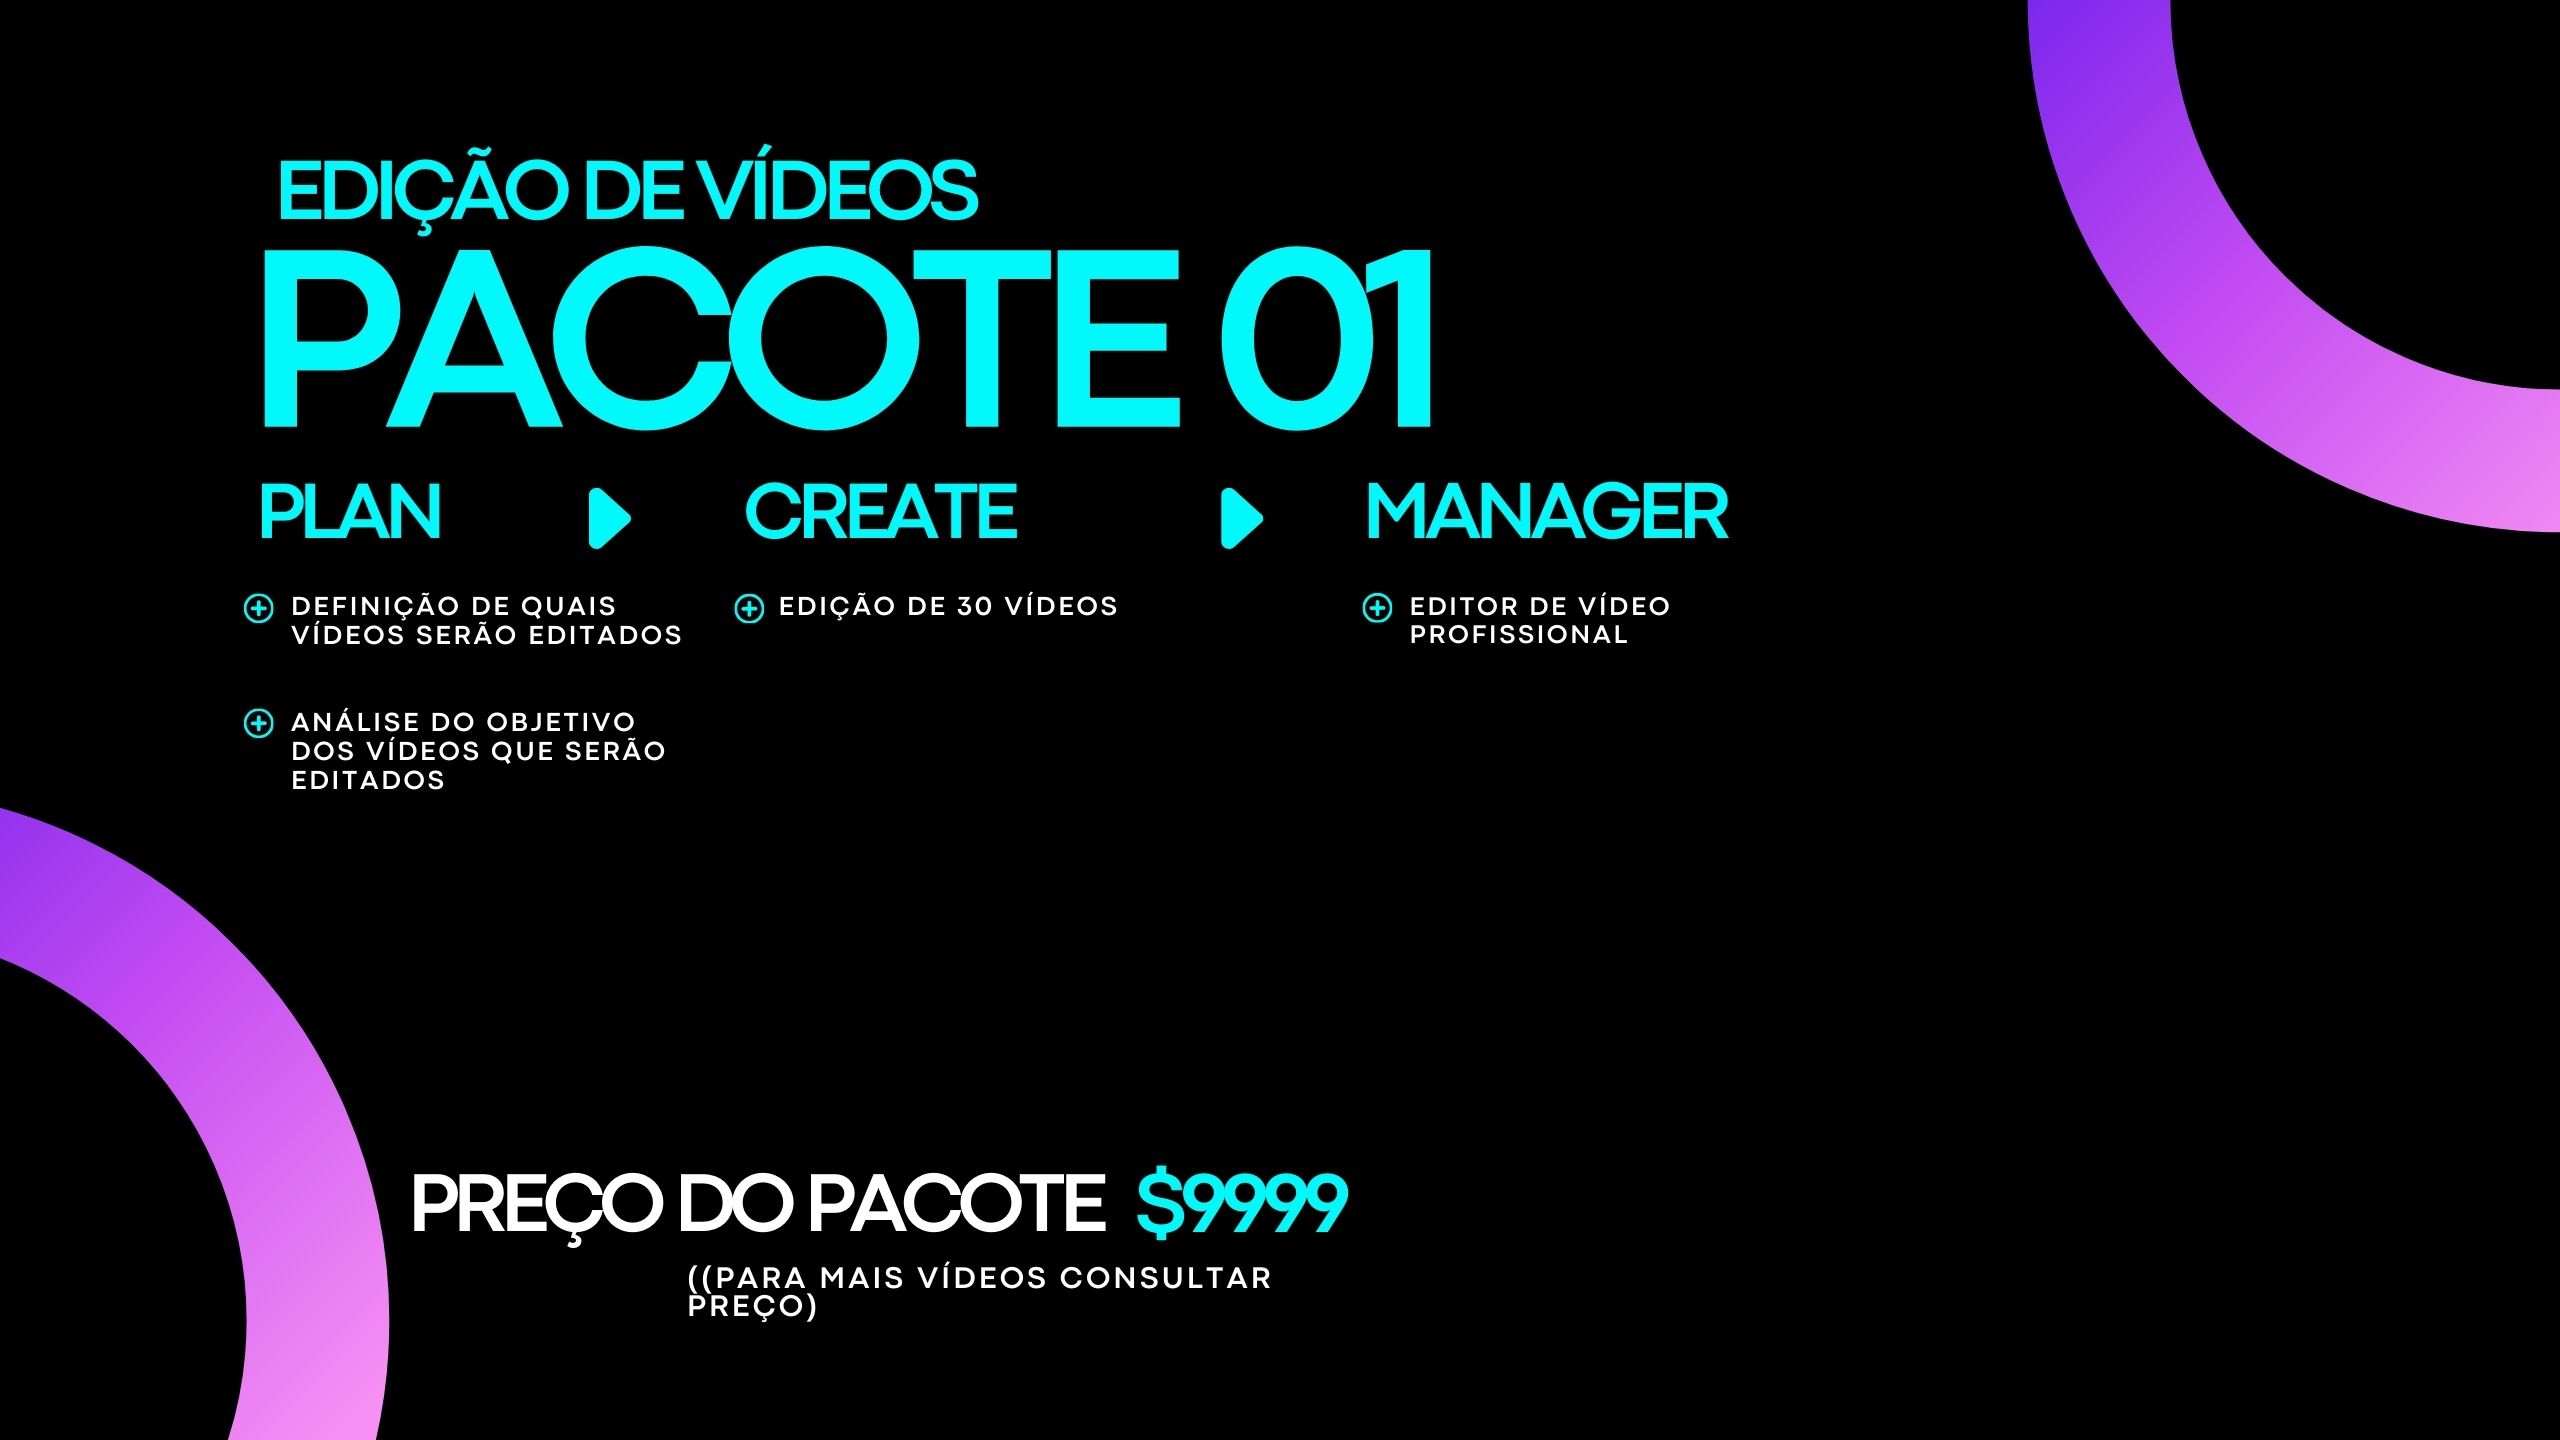 EDIÇÃO DE VÍDEOS
PACOTE 01
PLAN
DEFINIÇÃO DE QUAIS
VÍDEOS SERÃO EDITADOS
ANÁLISE DO OBJETIVO
DOS VÍDEOS QUE SERÃO
EDITADOS
CREATE
EDIÇÃO DE 30 VÍDEOS
MANAGER
EDITOR DE VÍDEO
PROFISSIONAL
PREÇO DO PACOTE $9999
((PARA MAIS VÍDEOS CONSULTAR
PREÇO)